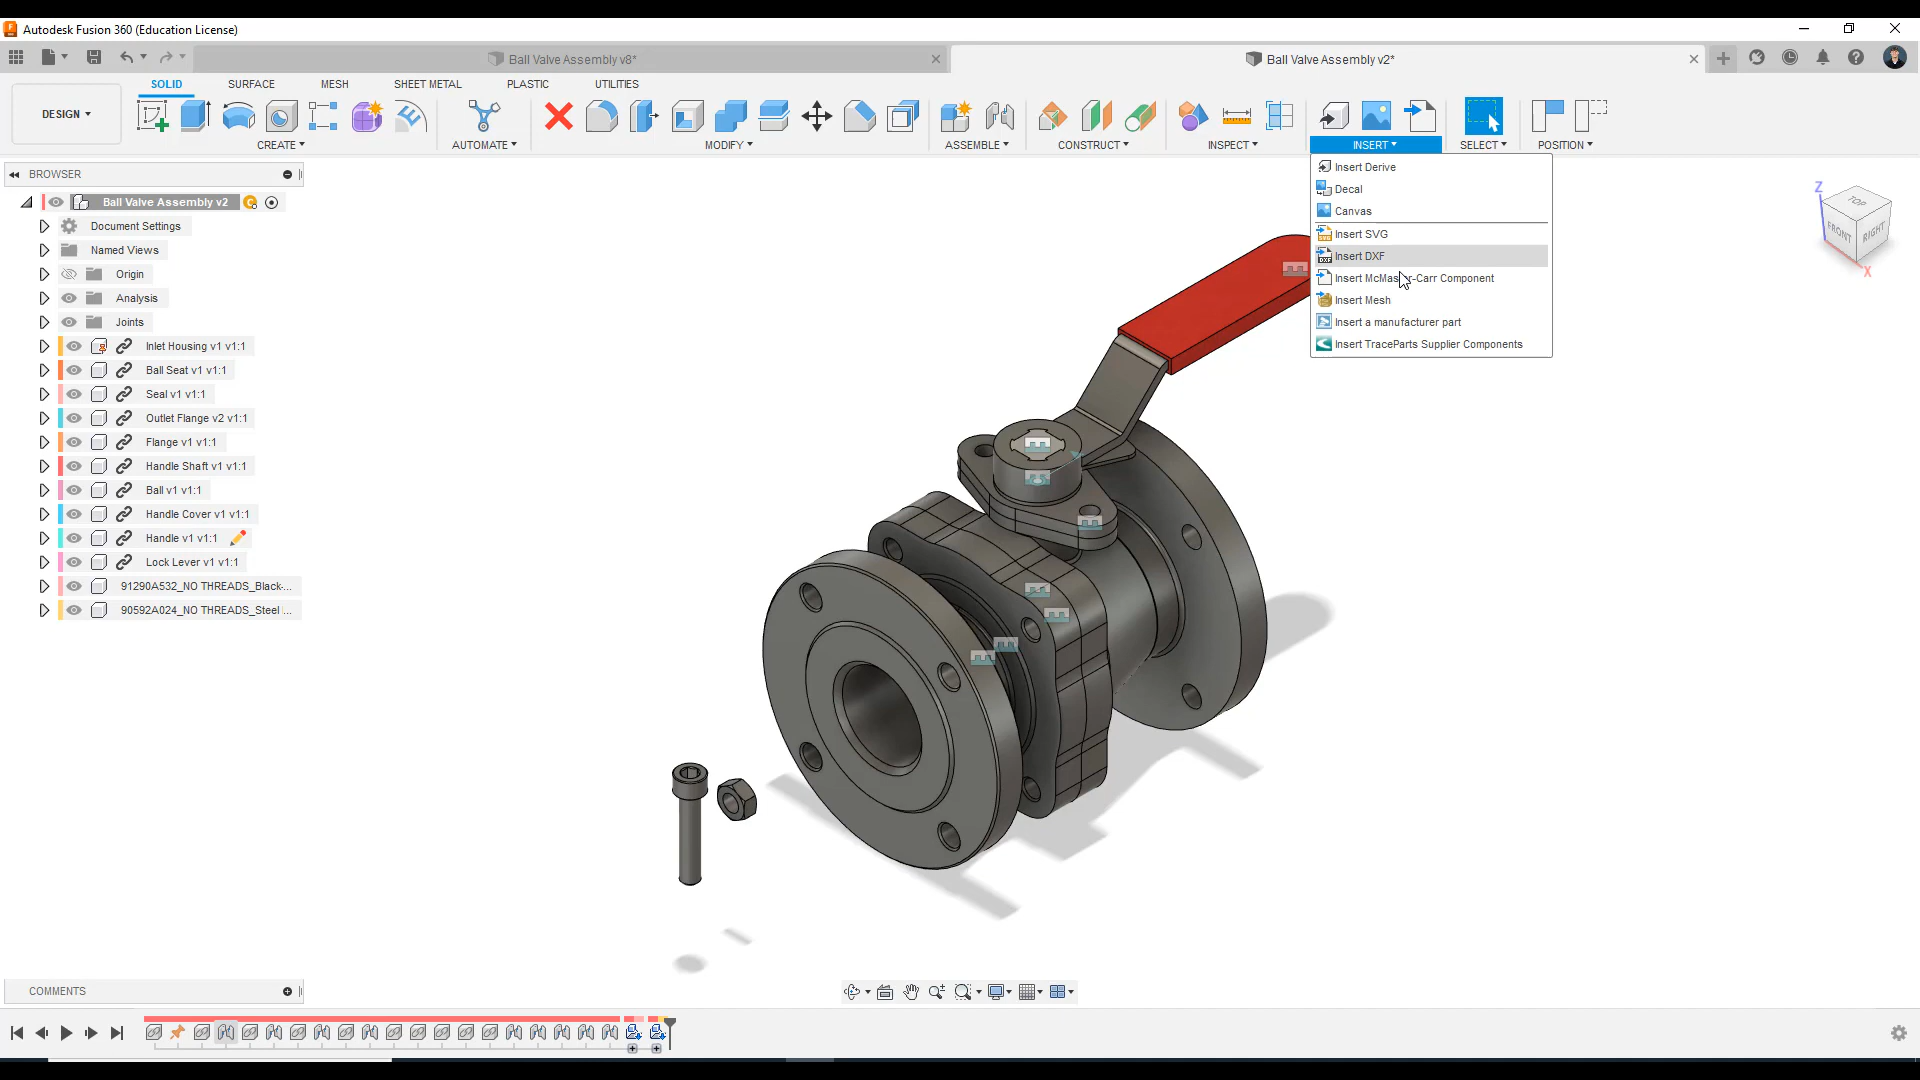 Autodesk Fusion 360 (Education License)
Ball Valve Assembly v8*
Ball Valve Assembly v2*
DESIGN
SOLID
SURFACE
MESH
SHEET METAL
PLASTIC
UTILITIES
CREATE
AUTOMATE
MODIFY
ASSEMBLE
CONSTRUCT
INSPECT
INSERT
SELECT
POSITION
Insert Derive
Decal
Canvas
Insert SVG
Insert DXF
Insert McMaster-Carr Component
Insert Mesh
Insert a manufacturer part
Insert TraceParts Supplier Components
BROWSER
Ball Valve Assembly v2
Document Settings
Named Views
Origin
Analysis
Joints
Inlet Housing v1 v1:1
Ball Seat v1 v1:1
Seal v1 v1:1
Outlet Flange v2 v1:1
Flange v1 v1:1
Handle Shaft v1 v1:1
Ball v1 v1:1
Handle Cover v1 v1:1
Handle v1 v1:1
Lock Lever v1 v1:1
91290A532_NO THREADS_Black-...
90592A024_NO THREADS_Steel ...
Z
TOP
FRONT
RIGHT
X
COMMENTS